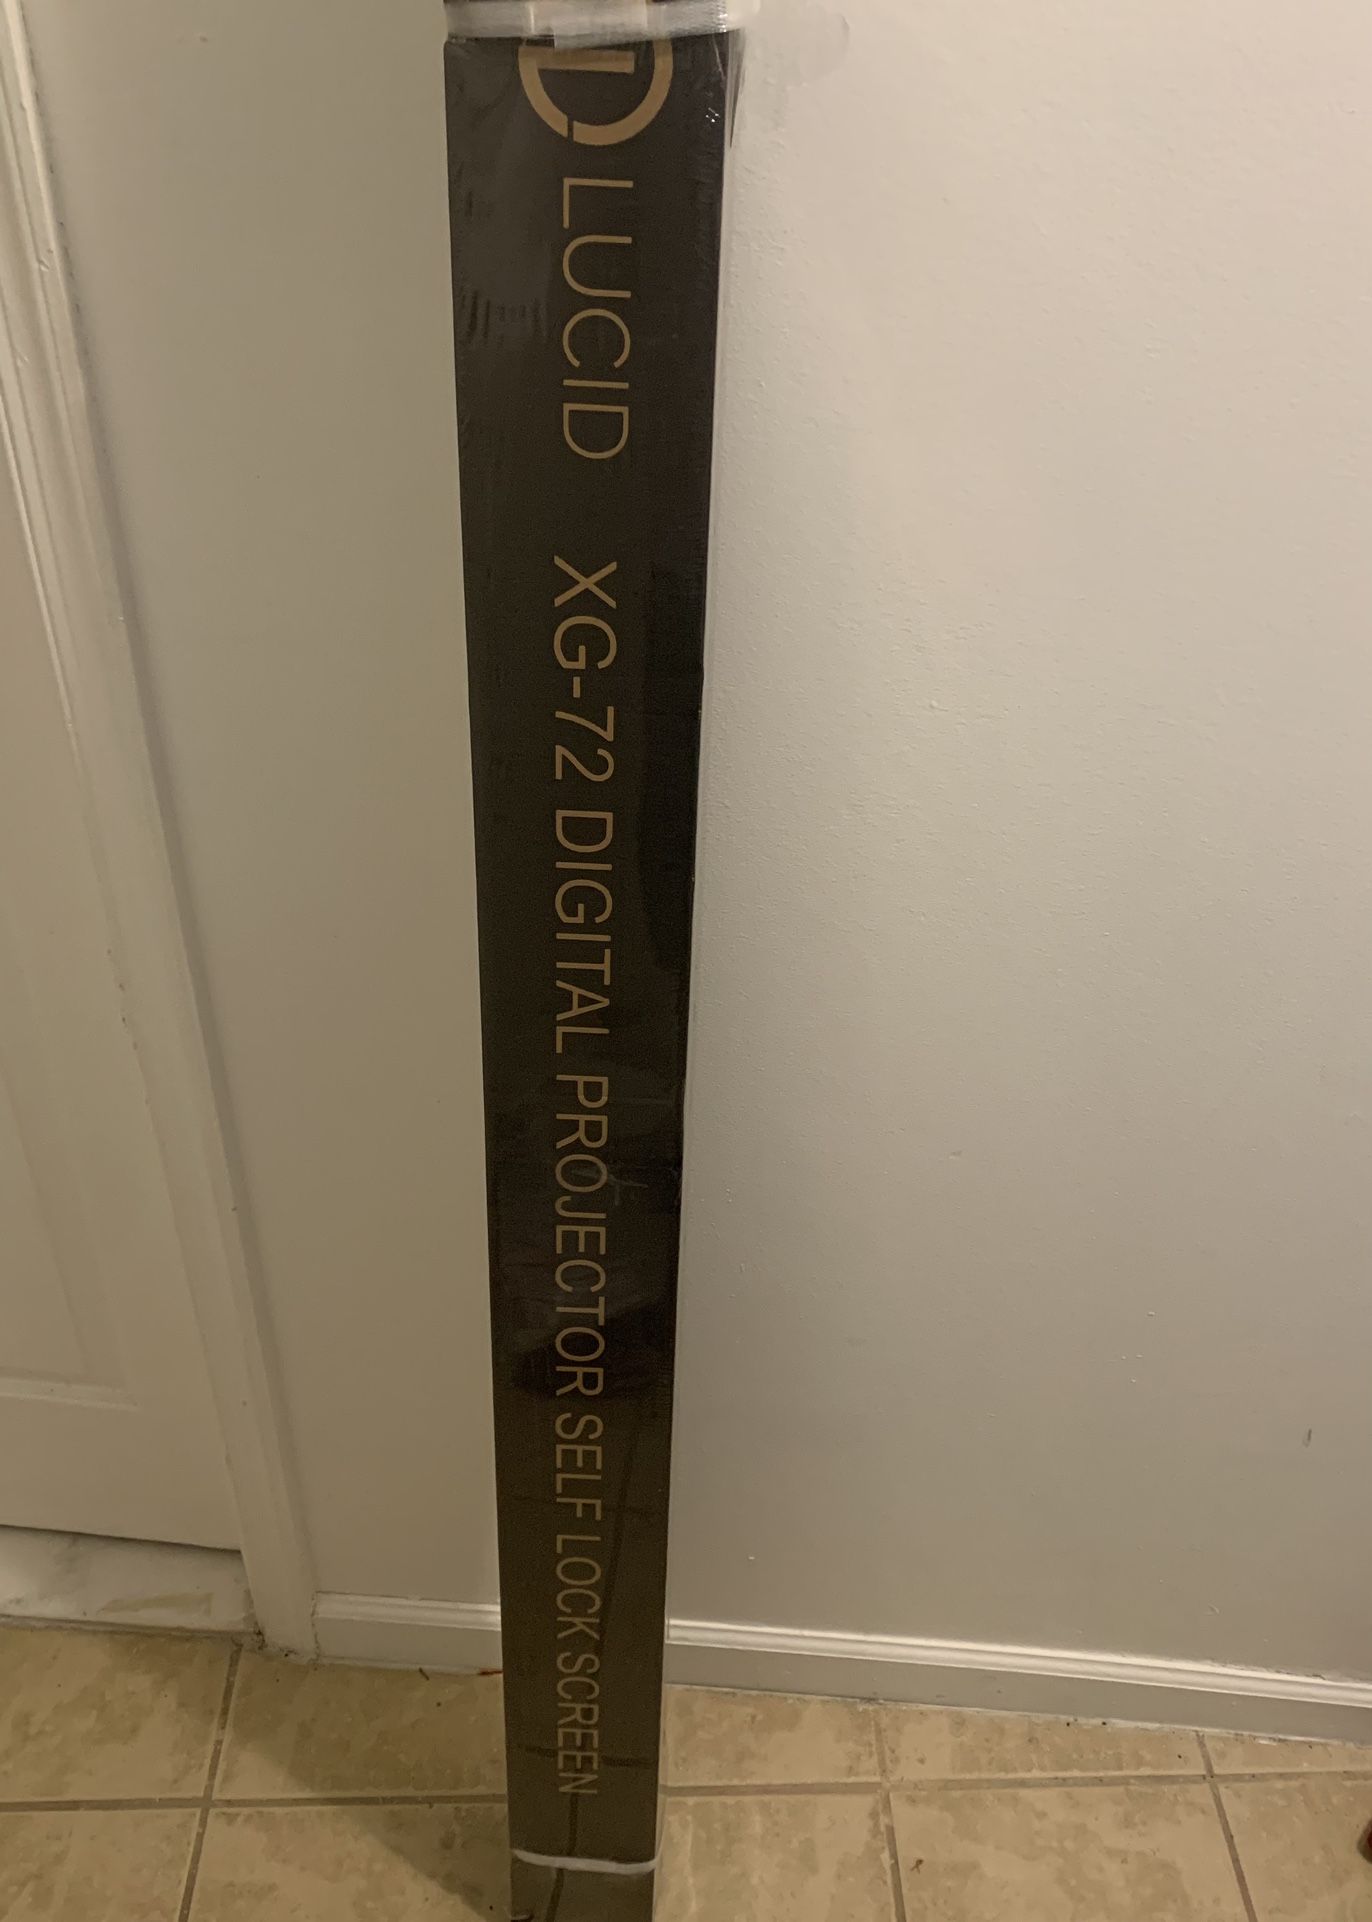 LUCID XG-72 DIGITAL PROJECTOR SELF LOCK SCREEN